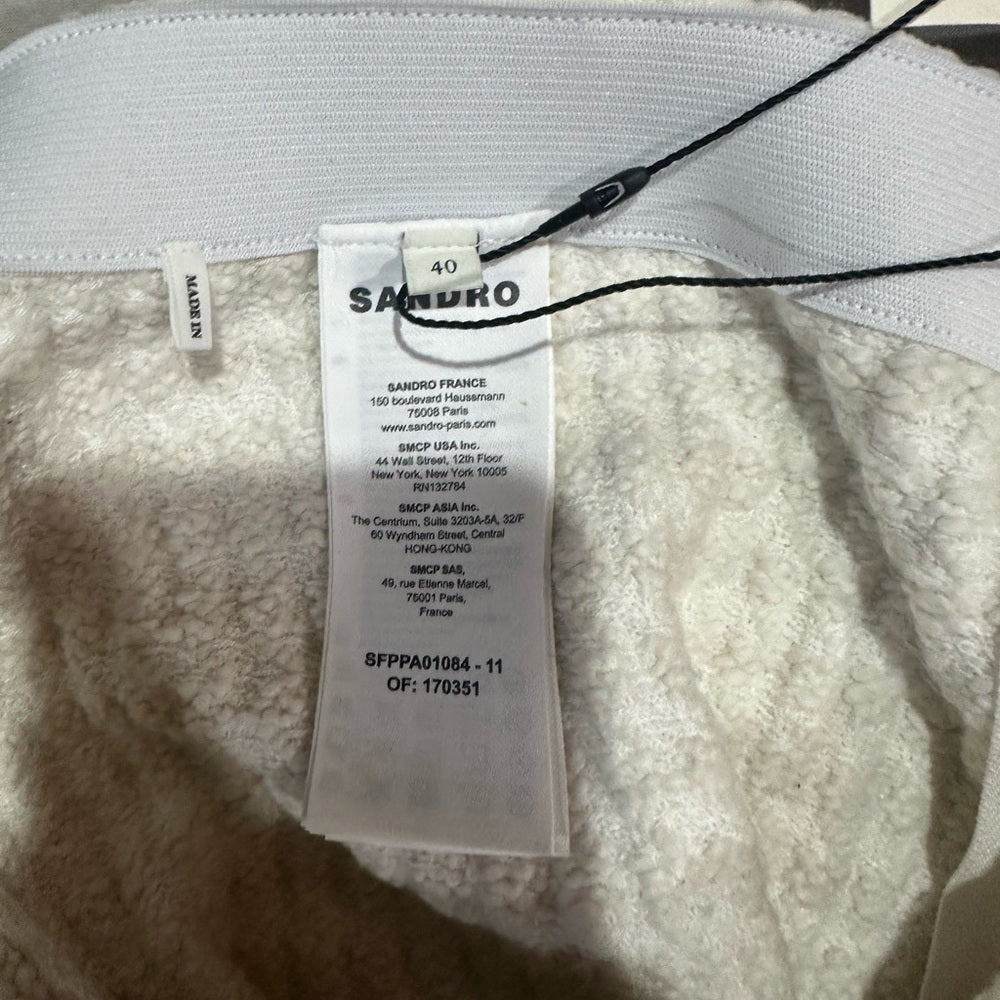 MADE IN
40
SANDRO
SANDRO FRANCE
150 boulevard Haussmann
75008 Paris
www.sandro-paris.com
SMCP USA Inc.
44 Wall Street, 12th Floor
New York, New York 10005
RN132784
SMCP ASIA Inc.
The Centrium, Suite 3203A-5A, 32/F
60 Wyndham Street, Central
HONG-KONG
SMCP SAS,
49, rue Etienne Marcel,
75001 Paris,
France
SFPPA01084 - 11
OF: 170351